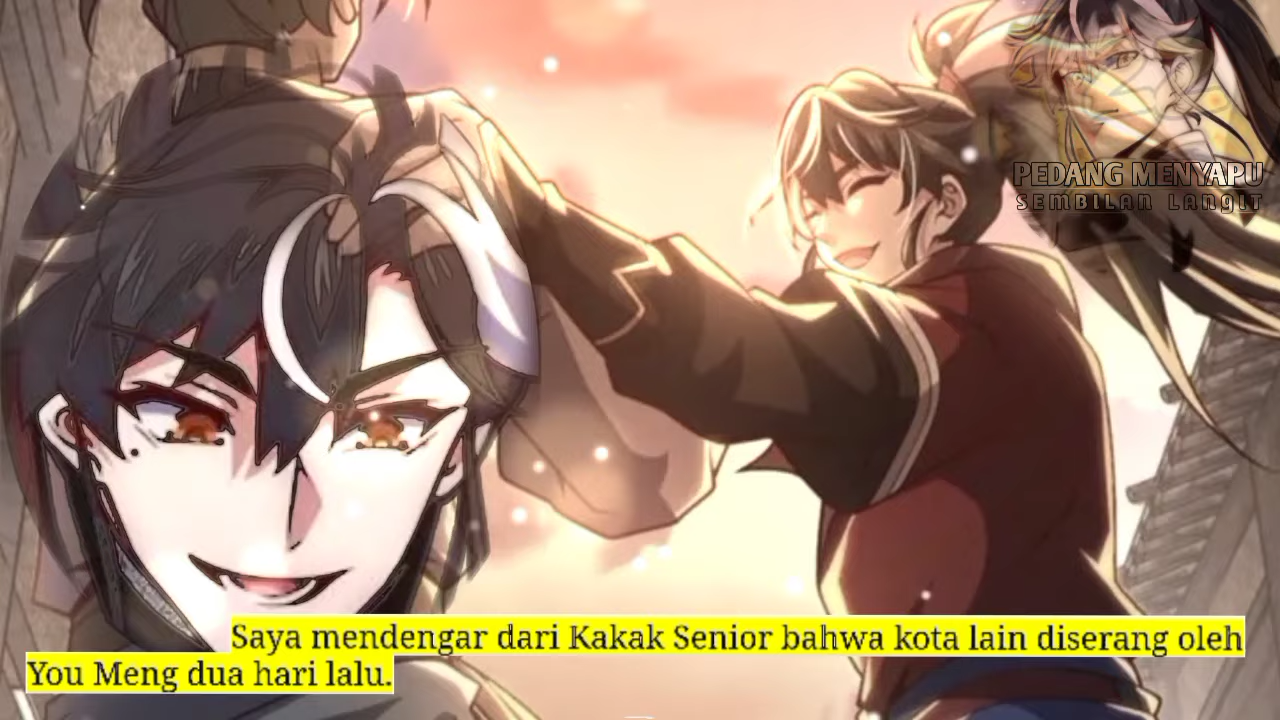 PEDANG MENYAPU
SEMBILAN LANGIT
Saya mendengar dari Kakak Senior bahwa kota lain diserang oleh
You Meng dua hari lalu.